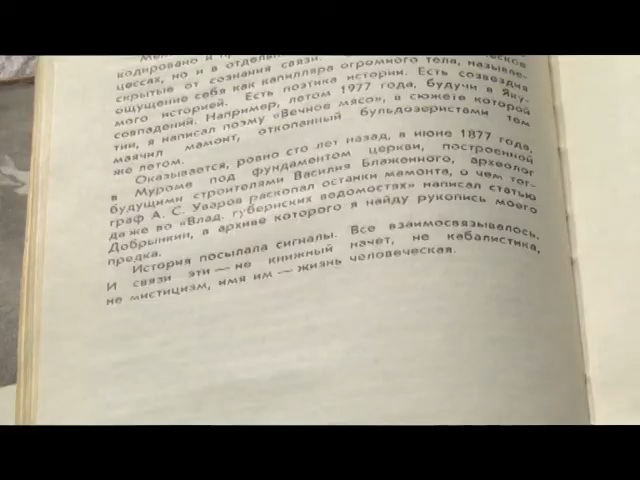 кодировано и
цессах, но и в отдель
скрытые от сознания связи.
ощущение себя как капилляра огромного тела, называе-
мого историей. Есть поэтика истории. Есть созвездия
совпадений. Например, летом 1977 года, будучи в Яку-
тии, я написал поэму «Вечное мясо», в сюжете которой
маячил мамонт, откопанный бульдозеристами тем
же летом.
Оказывается, ровно сто лет назад, в июне 1877 года,
в Муроме под фундаментом церкви, построенной
будущими строителями Василия Блаженного, археолог
граф А. С. Уваров раскопал останки мамонта, о чем тог-
да же во «Влад. губернских ведомостях» написал статью
Добрынкин, в архиве которого я найду рукопись моего
предка.
История посылала сигналы. Все взаимосвязывалось.
И связи эти — не книжный начет, не кабалистика,
не мистицизм, имя им — жизнь человеческая.